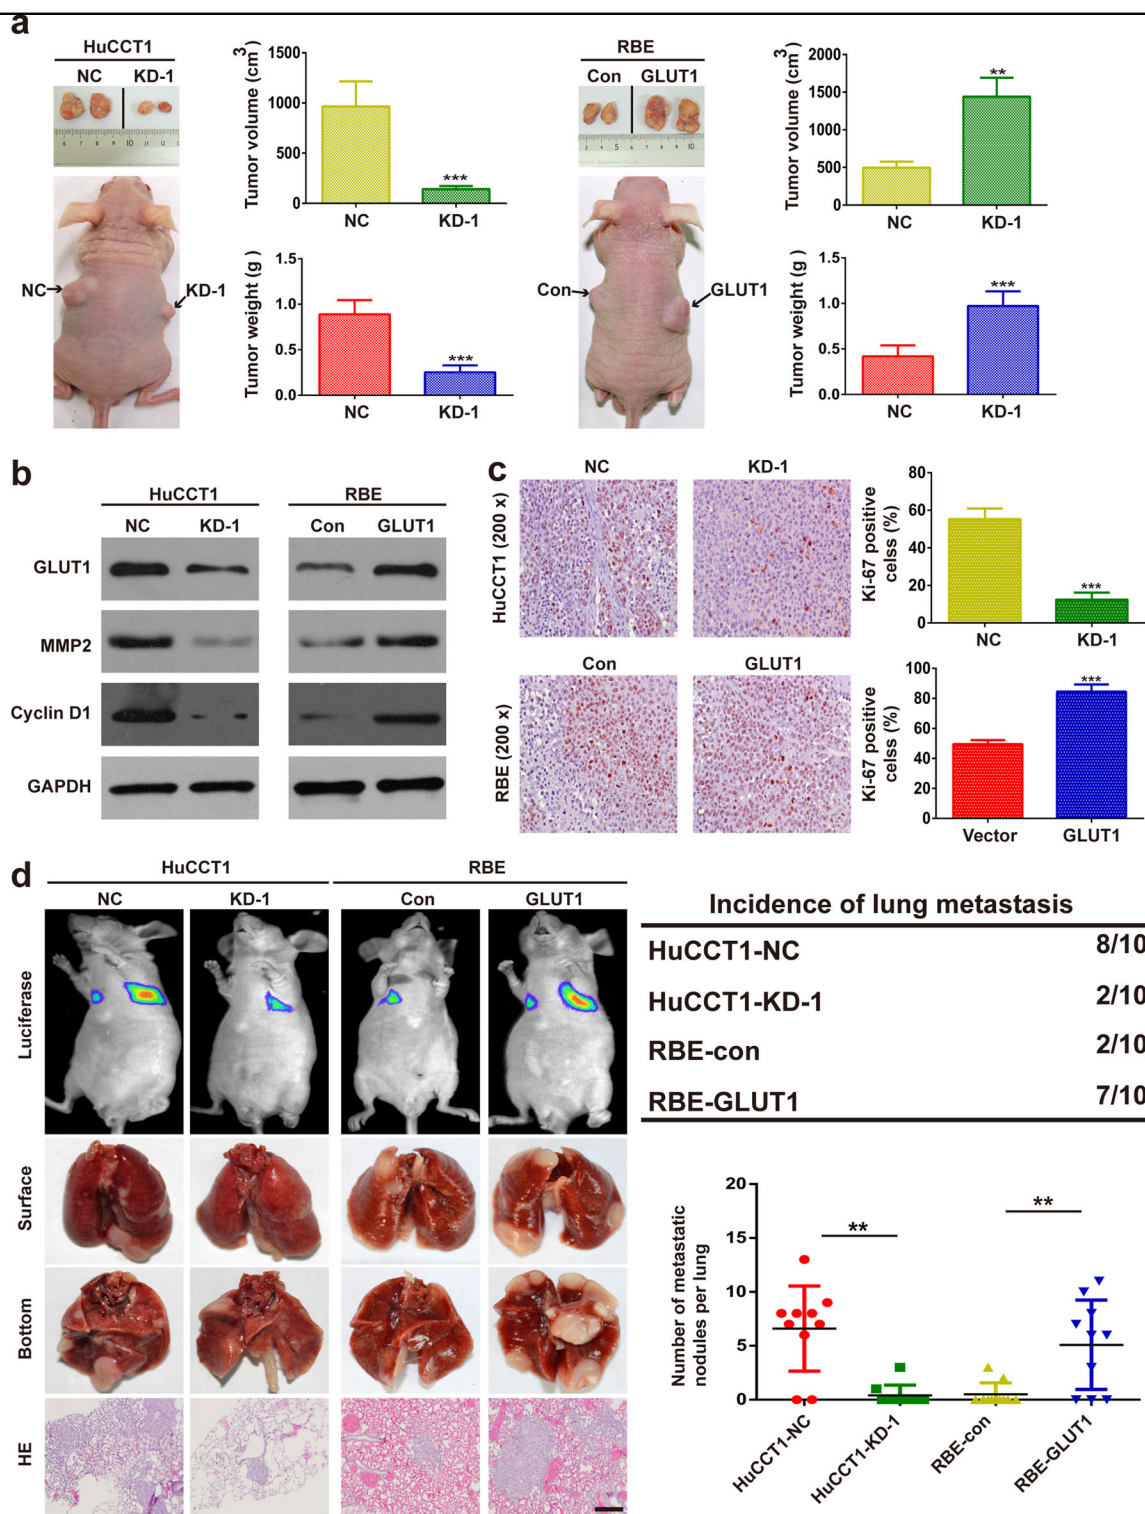 a
HuCCT1
NC KD-1
6 7 8 9 10 11 12
NC
KD-1
Tumor volume (cm3)
1500
1000
500
0
***
NC KD-1
Tumor weight (g )
1.5
1.0
0.5
0.0
***
NC KD-1
RBE
Con GLUT1
Con
GLUT1
Tumor volume (cm3)
2000
1500
1000
500
0
**
NC KD-1
Tumor weight (g )
1.5
1.0
0.5
0.0
***
NC KD-1
b
HuCCT1 RBE
NC KD-1 Con GLUT1
GLUT1
MMP2
Cyclin D1
GAPDH
c
NC KD-1
HuCCT1 (200 x)
Con GLUT1
RBE (200 x)
Ki-67 positive
celss (%)
80
60
40
20
0
***
NC KD-1
Ki-67 positive
celss (%)
100
80
60
40
20
0
***
Vector GLUT1
d
HuCCT1 RBE
NC KD-1 Con GLUT1
Luciferase
Surface
Bottom
HE
Incidence of lung metastasis
HuCCT1-NC 8/10
HuCCT1-KD-1 2/10
RBE-con 2/10
RBE-GLUT1 7/10
Number of metastatic
nodules per lung
20
15
10
5
0
**
**
HuCCT1-NC
HuCCT1-KD-1
RBE-con
RBE-GLUT1